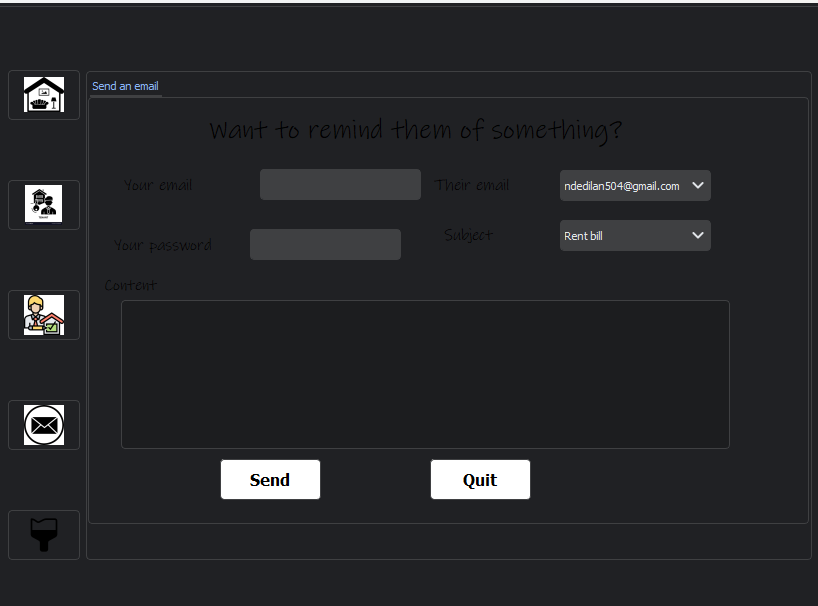 Send an email
Want to remind them of something?
Your email
Their email
ndedilan504@gmail.com
Your password
Subject
Rent bill
Content
Send
Quit